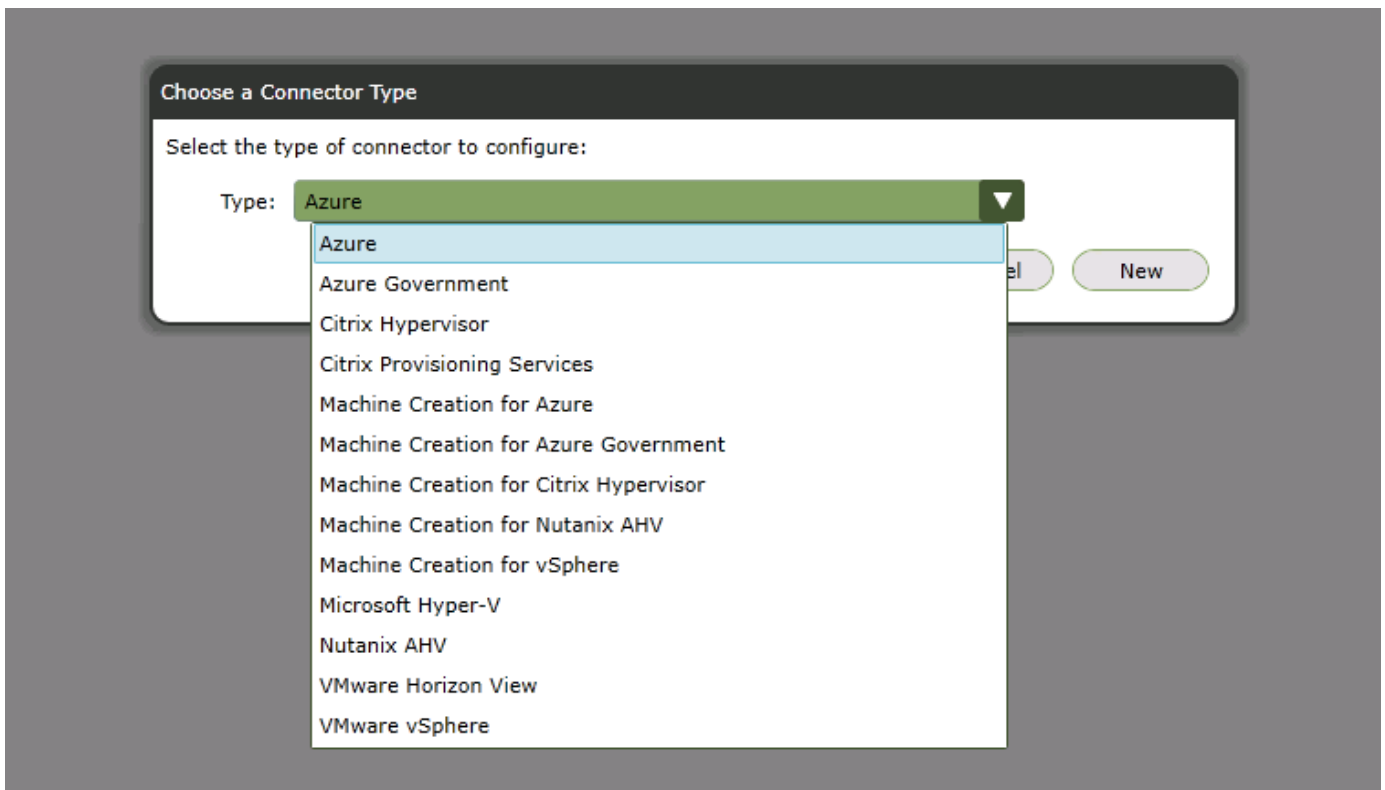 Choose a Connector Type
Select the type of connector to configure:
Type: Azure
Azure
Azure Government
el New
Citrix Hypervisor
Citrix Provisioning Services
Machine Creation for Azure
Machine Creation for Azure Government
Machine Creation for Citrix Hypervisor
Machine Creation for Nutanix AHV
Machine Creation for vSphere
Microsoft Hyper-V
Nutanix AHV
VMware Horizon View
VMware vSphere